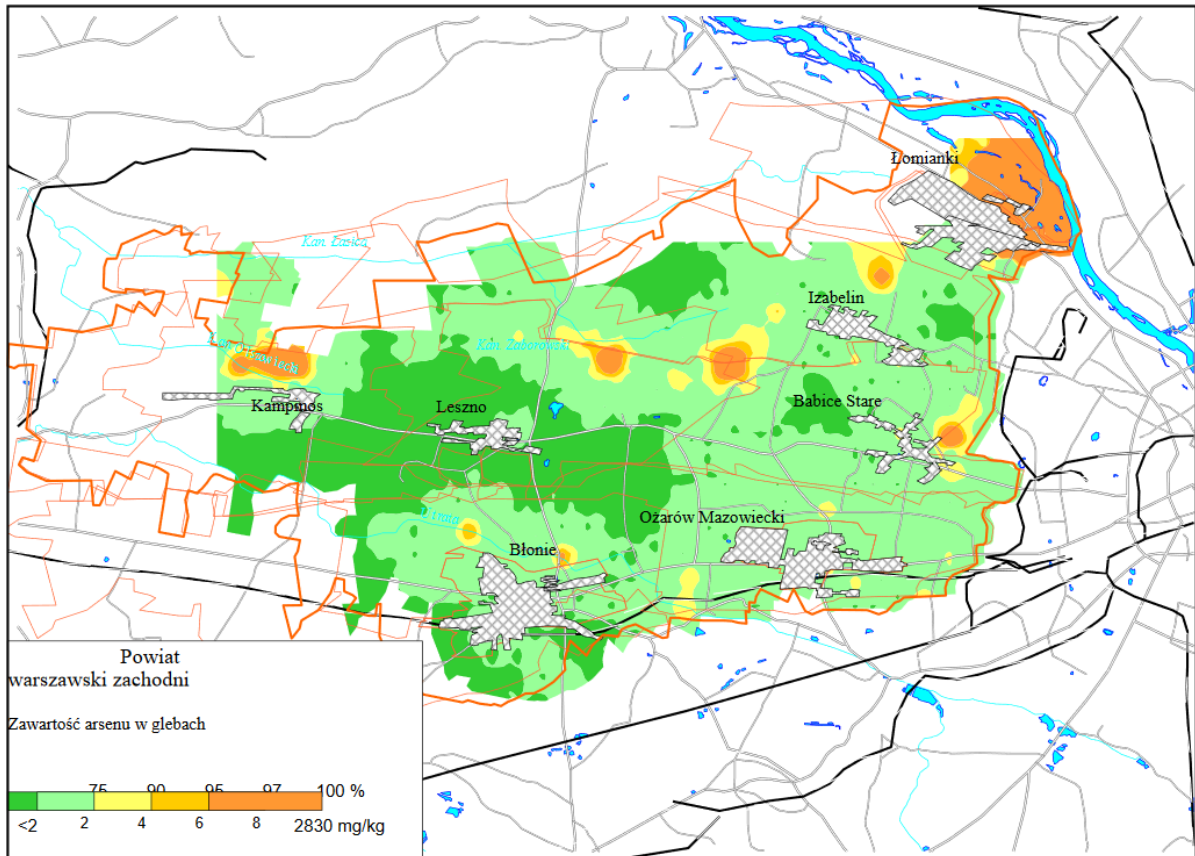 Łomianki
Kan. Łasica
Izabelin
Kan. Zaborowski
Kampinos
Leszno
Babice Stare
Ożarów Mazowiecki
Utrata
Błonie
Powiat
warszawski zachodni
Zawartość arsenu w glebach
75 90 95 97 100 %
<2 2 4 6 8 2830 mg/kg